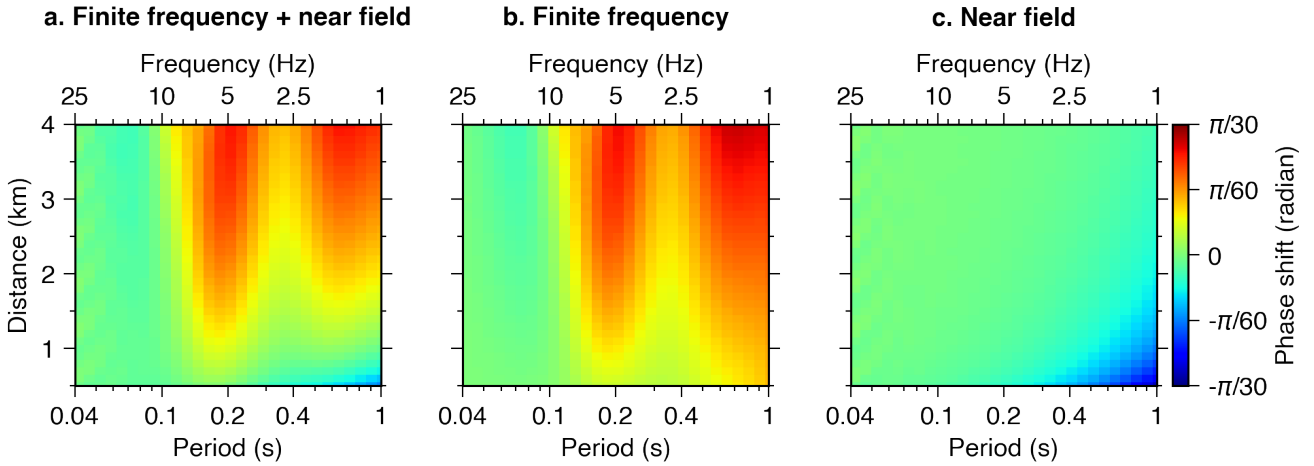 a. Finite frequency + near field
Frequency (Hz)
25 10 5 2.5 1
4
3
2
1
Distance (km)
0.04 0.1 0.2 0.4 1
Period (s)
b. Finite frequency
Frequency (Hz)
25 10 5 2.5 1
0.04 0.1 0.2 0.4 1
Period (s)
c. Near field
Frequency (Hz)
25 10 5 2.5 1
0.04 0.1 0.2 0.4 1
Period (s)
π/30
π/60
0
-π/60
-π/30
Phase shift (radian)